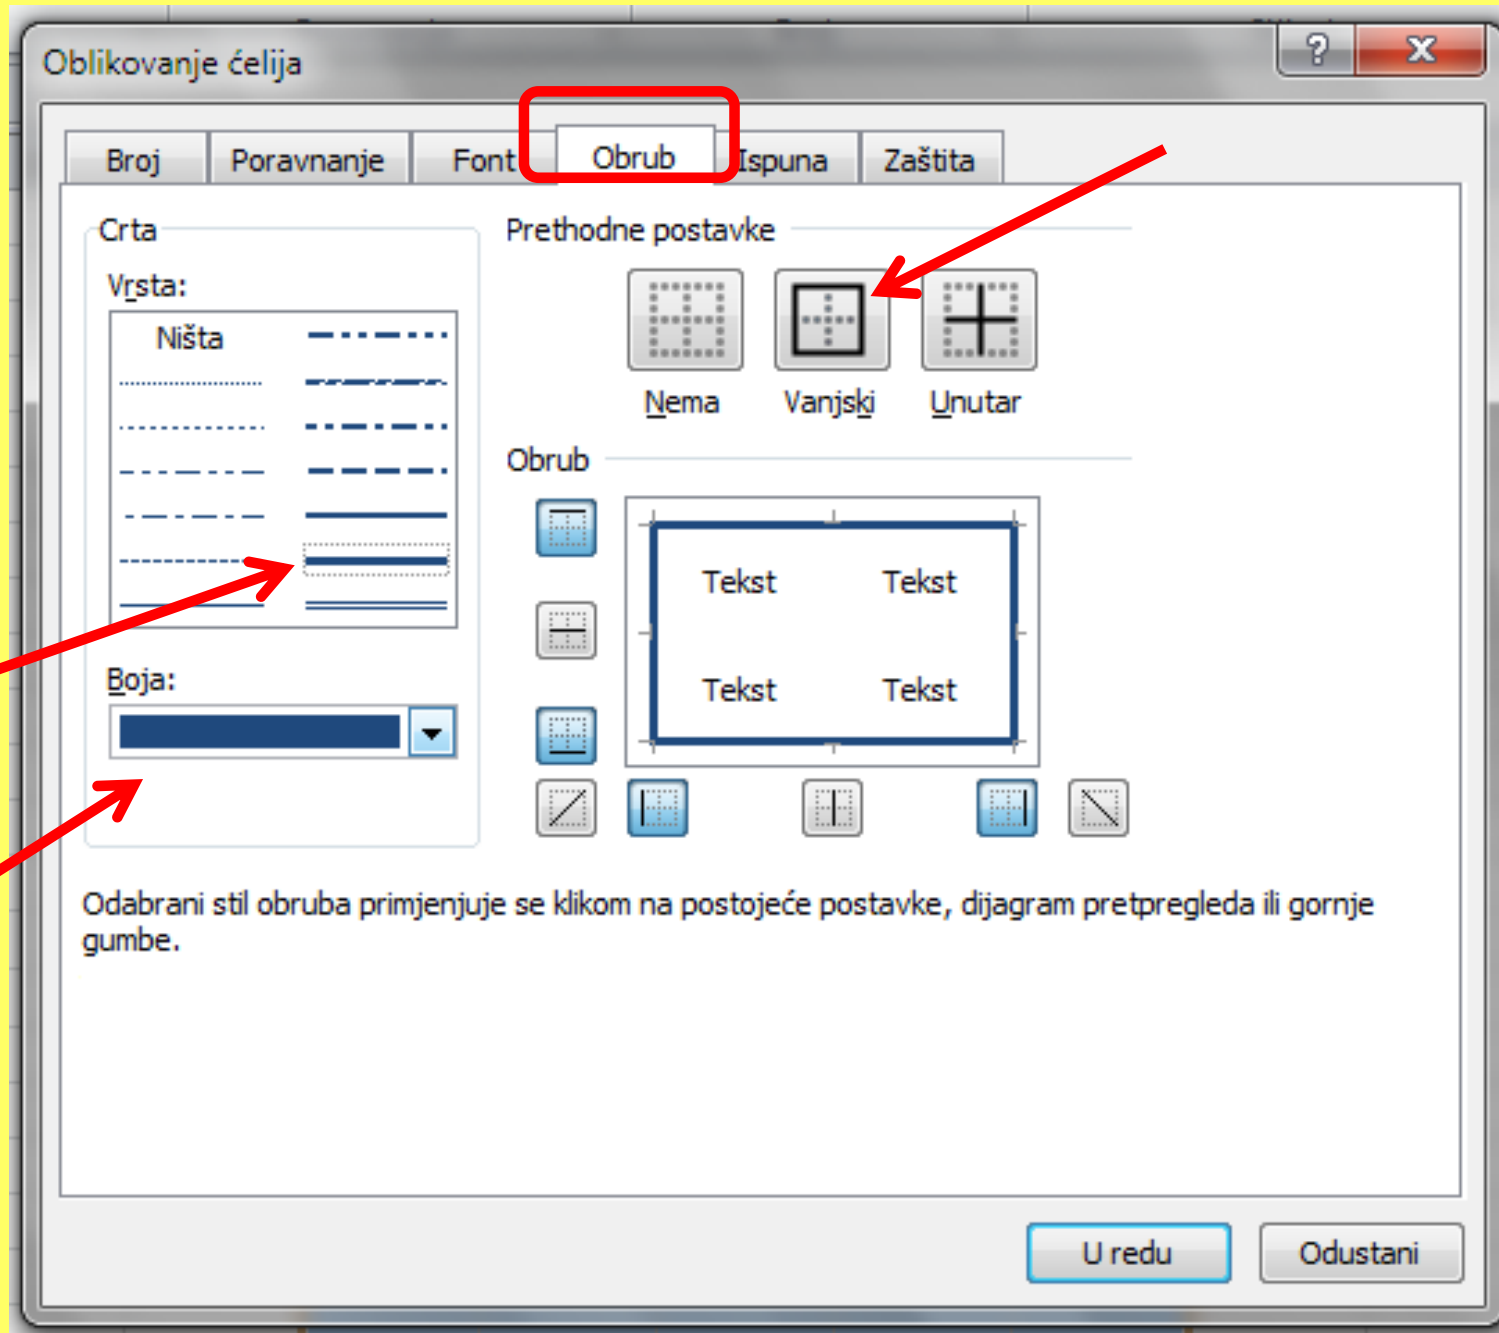 Oblikovanje ćelija
?
Broj Poravnanje Font Obrub Ispuna Zaštita
Crta
Prethodne postavke
Vrsta:
Ništa
Nema Vanjski Unutar
Obrub
Tekst Tekst
Tekst Tekst
Boja:
Odabrani stil obruba primjenjuje se klikom na postojeće postavke, dijagram pretpregleda ili gornje
gumbe.
U redu Odustani